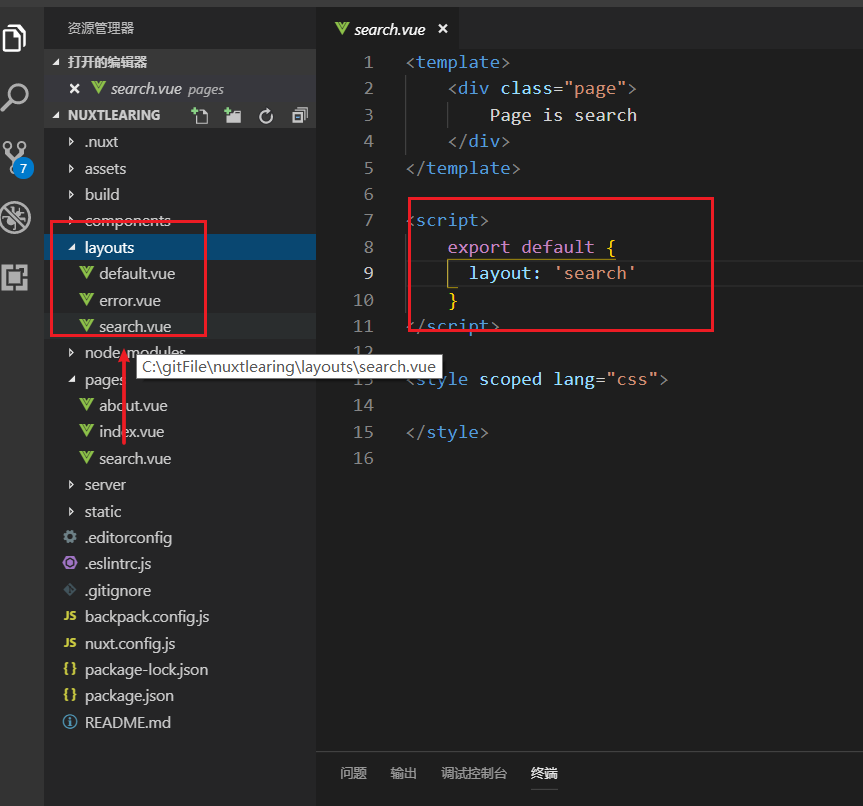 资源管理器
打开的编辑器
search.vue pages
NUXTLEARING
.nuxt
assets
build
components
layouts
default.vue
error.vue
search.vue
node_modules
C:\gitFile\nuxtlearing\layouts\search.vue
pages
about.vue
index.vue
search.vue
server
static
.editorconfig
.eslintrc.js
.gitignore
JS backpack.config.js
JS nuxt.config.js
{} package-lock.json
{} package.json
README.md
7
search.vue
1 <template>
2 <div class="page">
3 Page is search
4 </div>
5 </template>
6
7 <script>
8 export default {
9 layout: 'search'
10 }
11 </script>
12
13 <style scoped lang="css">
14
15 </style>
16
问题 输出 调试控制台 终端